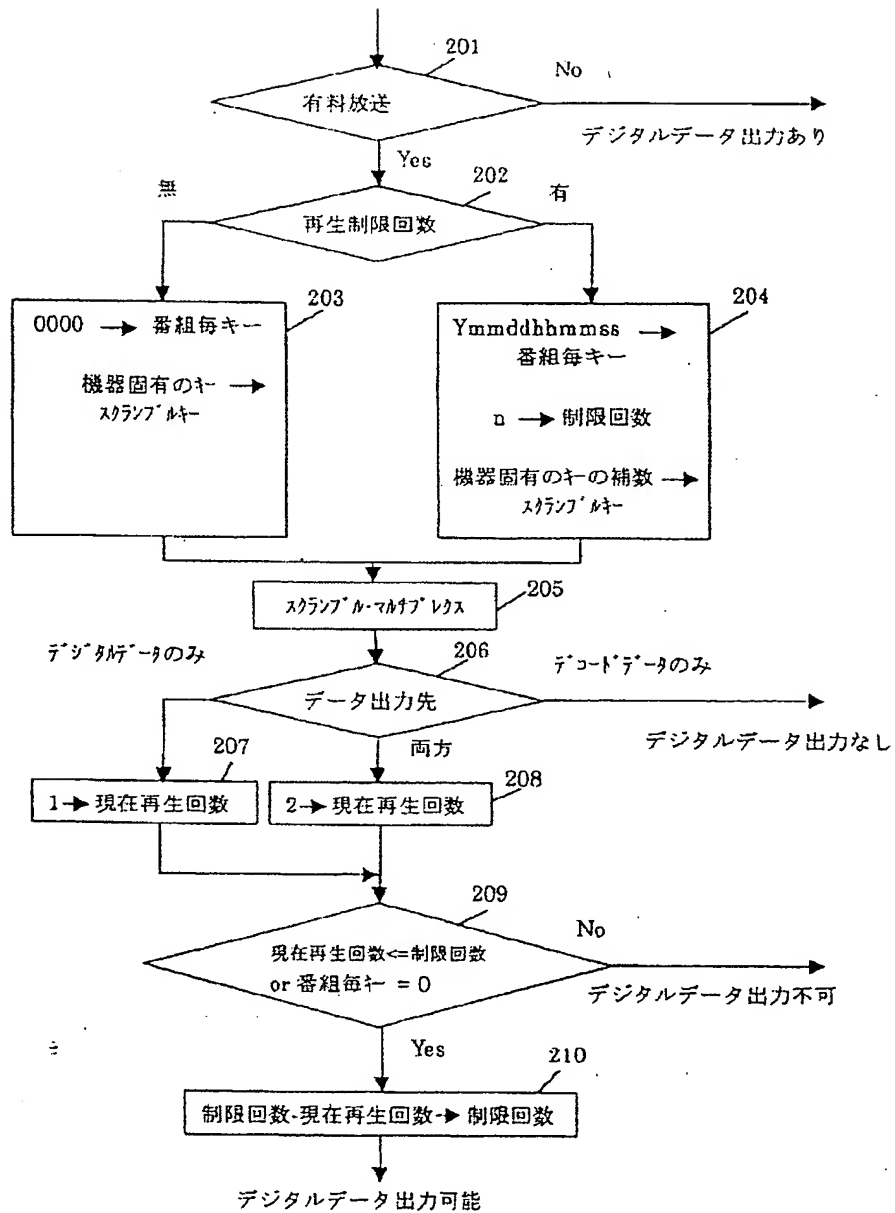 201
No
有料放送
デジタルデータ出力あり
Yes
202
無
有
再生制限回数
203
0000 → 番組毎キー
機器固有のキー →
スクランブルキー
204
Ymmddhhmmss →
番組毎キー
n → 制限回数
機器固有のキーの補数 →
スクランブルキー
スクランブル・マルチプレクス
205
デジタルデータのみ
206
デコードデータのみ
データ出力先
デジタルデータ出力なし
両方
207
1→現在再生回数
208
2→現在再生回数
209
No
現在再生回数<=制限回数
or 番組毎キー = 0
デジタルデータ出力不可
Yes
210
制限回数-現在再生回数→ 制限回数
デジタルデータ出力可能